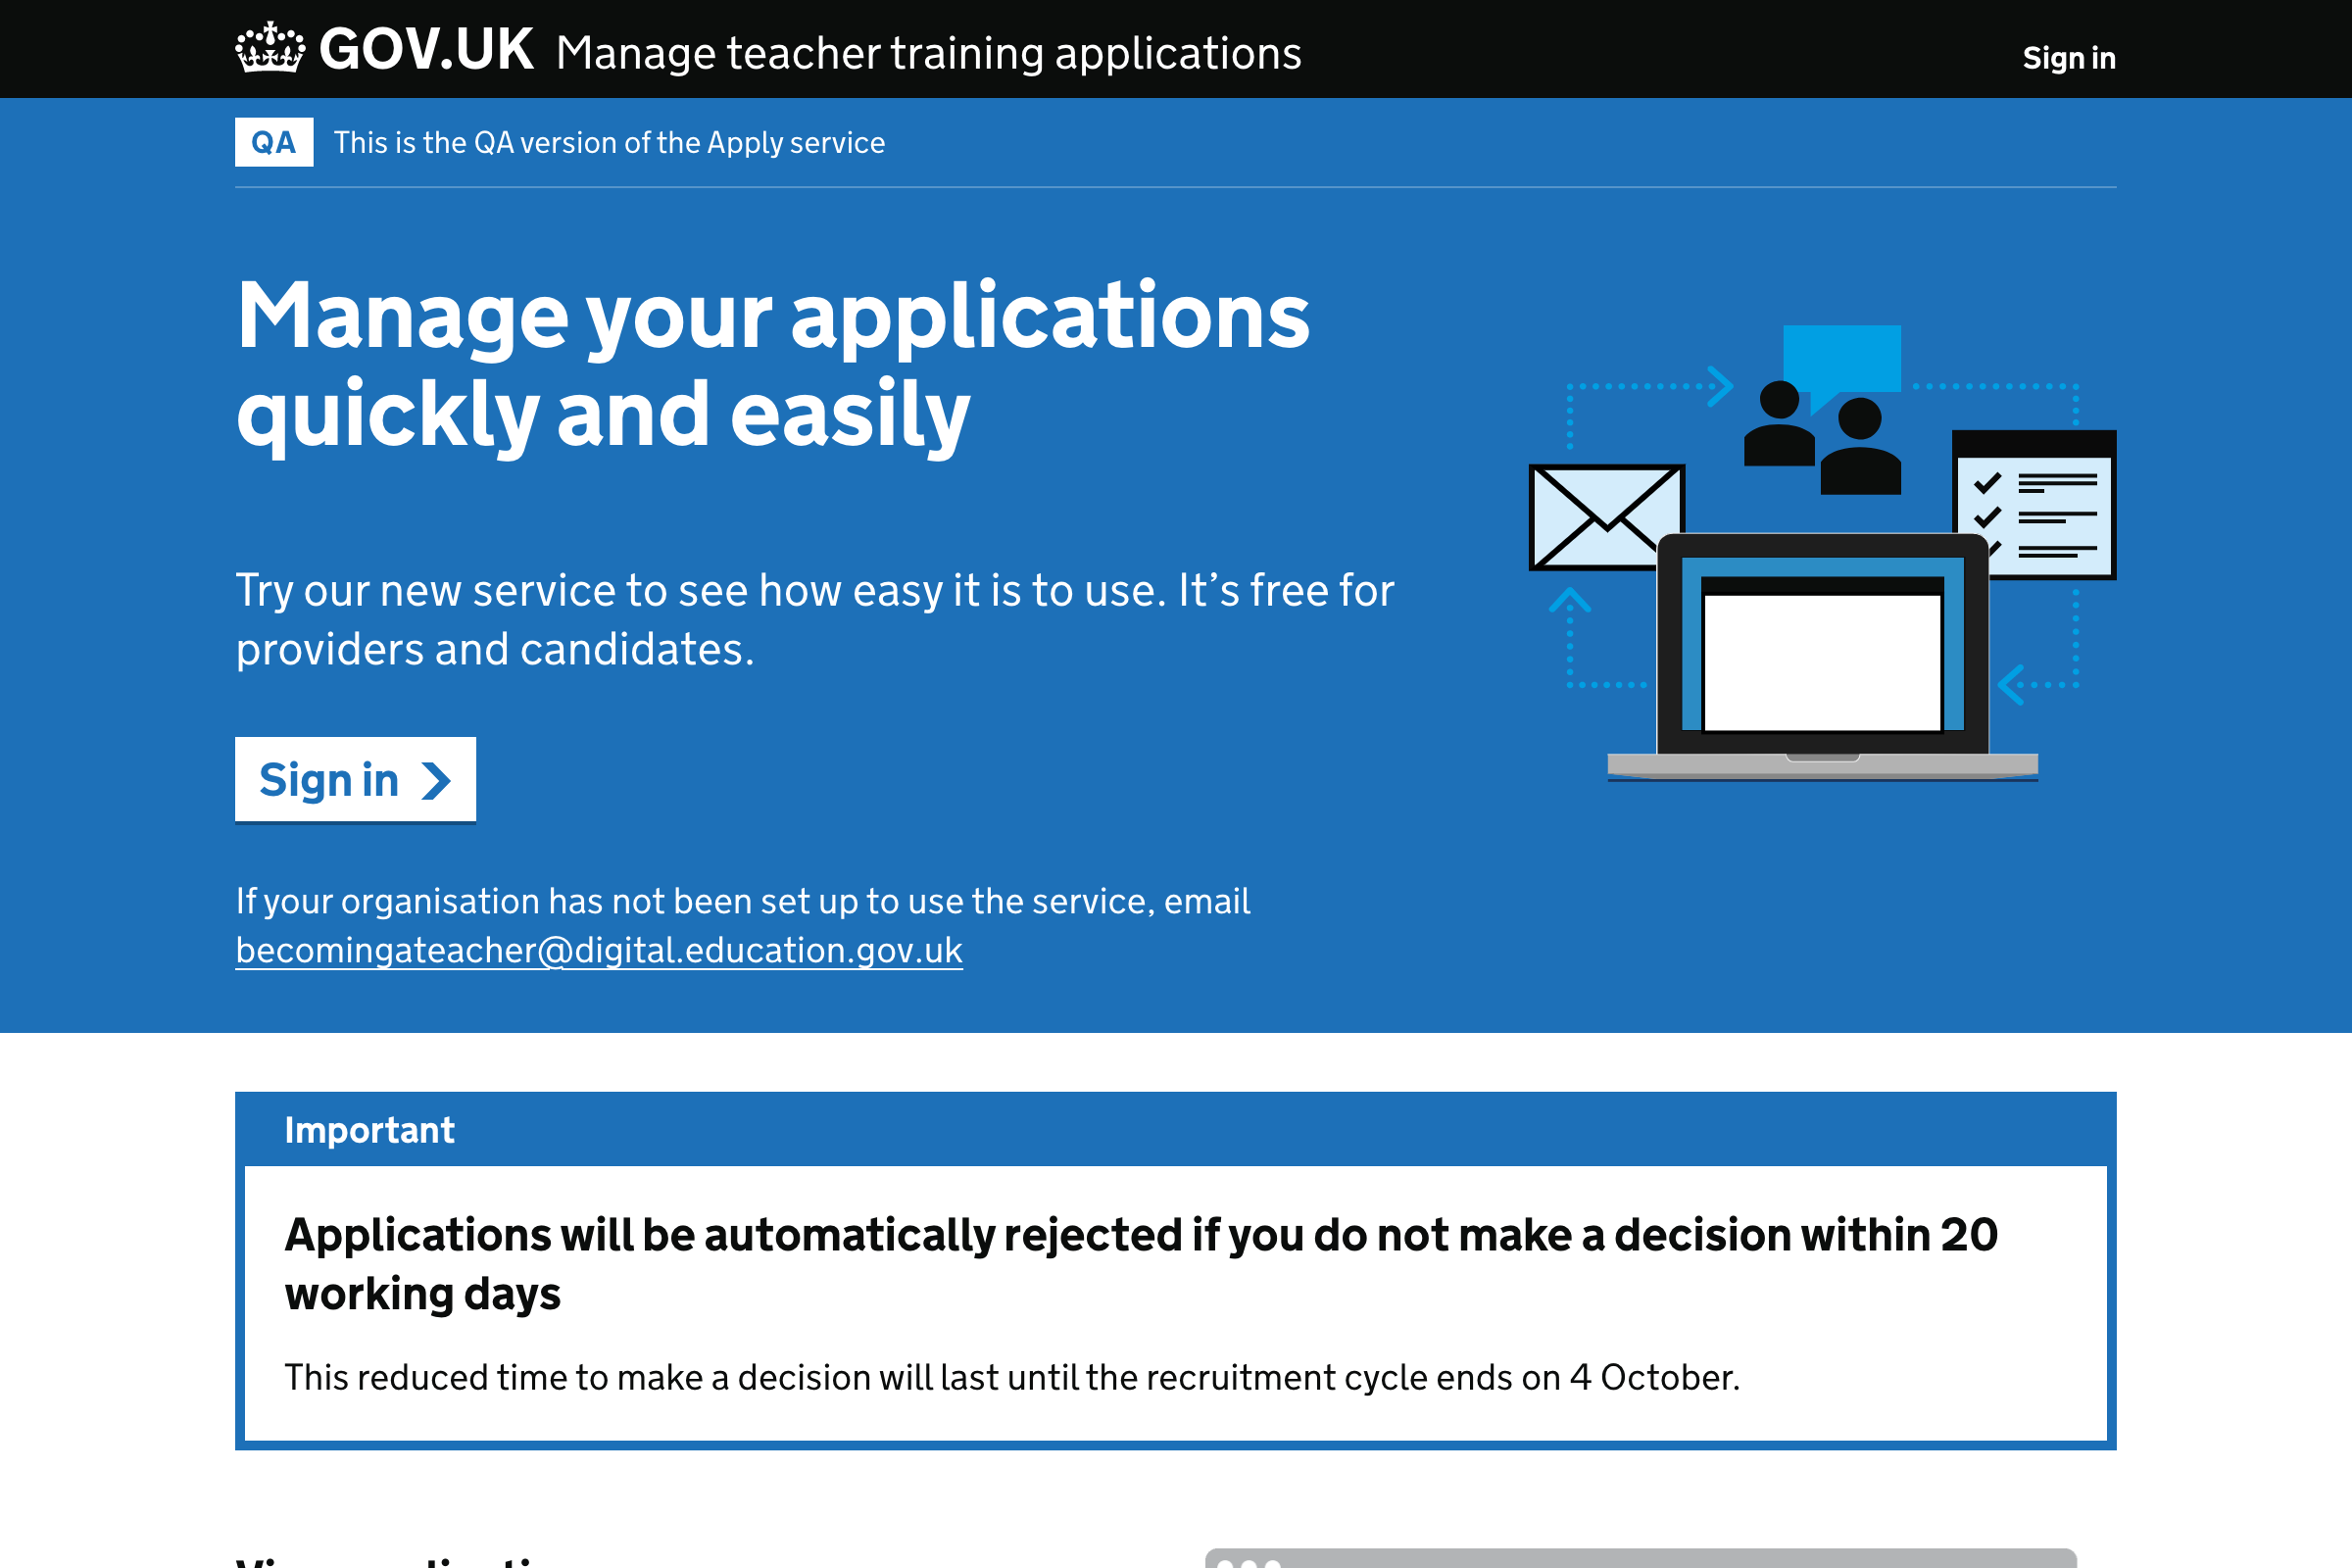 GOV.UK Manage teacher training applications
Sign in
QA This is the QA version of the Apply service
Manage your applications
quickly and easily
Try our new service to see how easy it is to use. It’s free for
providers and candidates.
Sign in
If your organisation has not been set up to use the service, email
becomingateacher@digital.education.gov.uk
Important
Applications will be automatically rejected if you do not make a decision within 20
working days
This reduced time to make a decision will last until the recruitment cycle ends on 4 October.